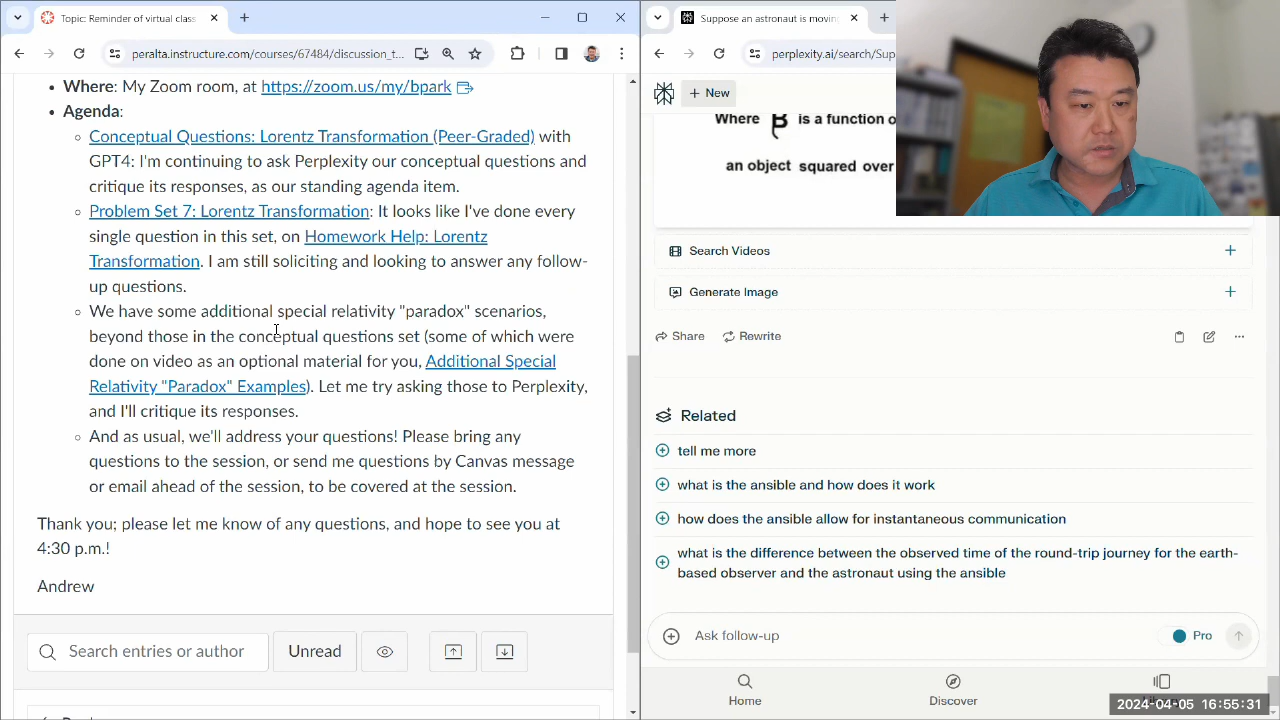 Topic: Reminder of virtual class
peralta.instructure.com/courses/67484/discussion_t...
Where: My Zoom room, at https://zoom.us/my/bpark
Agenda:
Conceptual Questions: Lorentz Transformation (Peer-Graded) with
GPT4: I'm continuing to ask Perplexity our conceptual questions and
critique its responses, as our standing agenda item.
Problem Set 7: Lorentz Transformation: It looks like I've done every
single question in this set, on Homework Help: Lorentz
Transformation. I am still soliciting and looking to answer any follow-
up questions.
We have some additional special relativity "paradox" scenarios,
beyond those in the conceptual questions set (some of which were
done on video as an optional material for you, Additional Special
Relativity "Paradox" Examples). Let me try asking those to Perplexity,
and I'll critique its responses.
And as usual, we'll address your questions! Please bring any
questions to the session, or send me questions by Canvas message
or email ahead of the session, to be covered at the session.
Thank you; please let me know of any questions, and hope to see you at
4:30 p.m.!
Andrew
Search entries or author
Unread
Suppose an astronaut is movin
perplexity.ai/search/Sup
New
Where β is a function o
an object squared over
Search Videos
Generate Image
Share
Rewrite
Related
tell me more
what is the ansible and how does it work
how does the ansible allow for instantaneous communication
what is the difference between the observed time of the round-trip journey for the earth-
based observer and the astronaut using the ansible
Ask follow-up
Pro
Home
Discover
2024-04-05 16:55:31